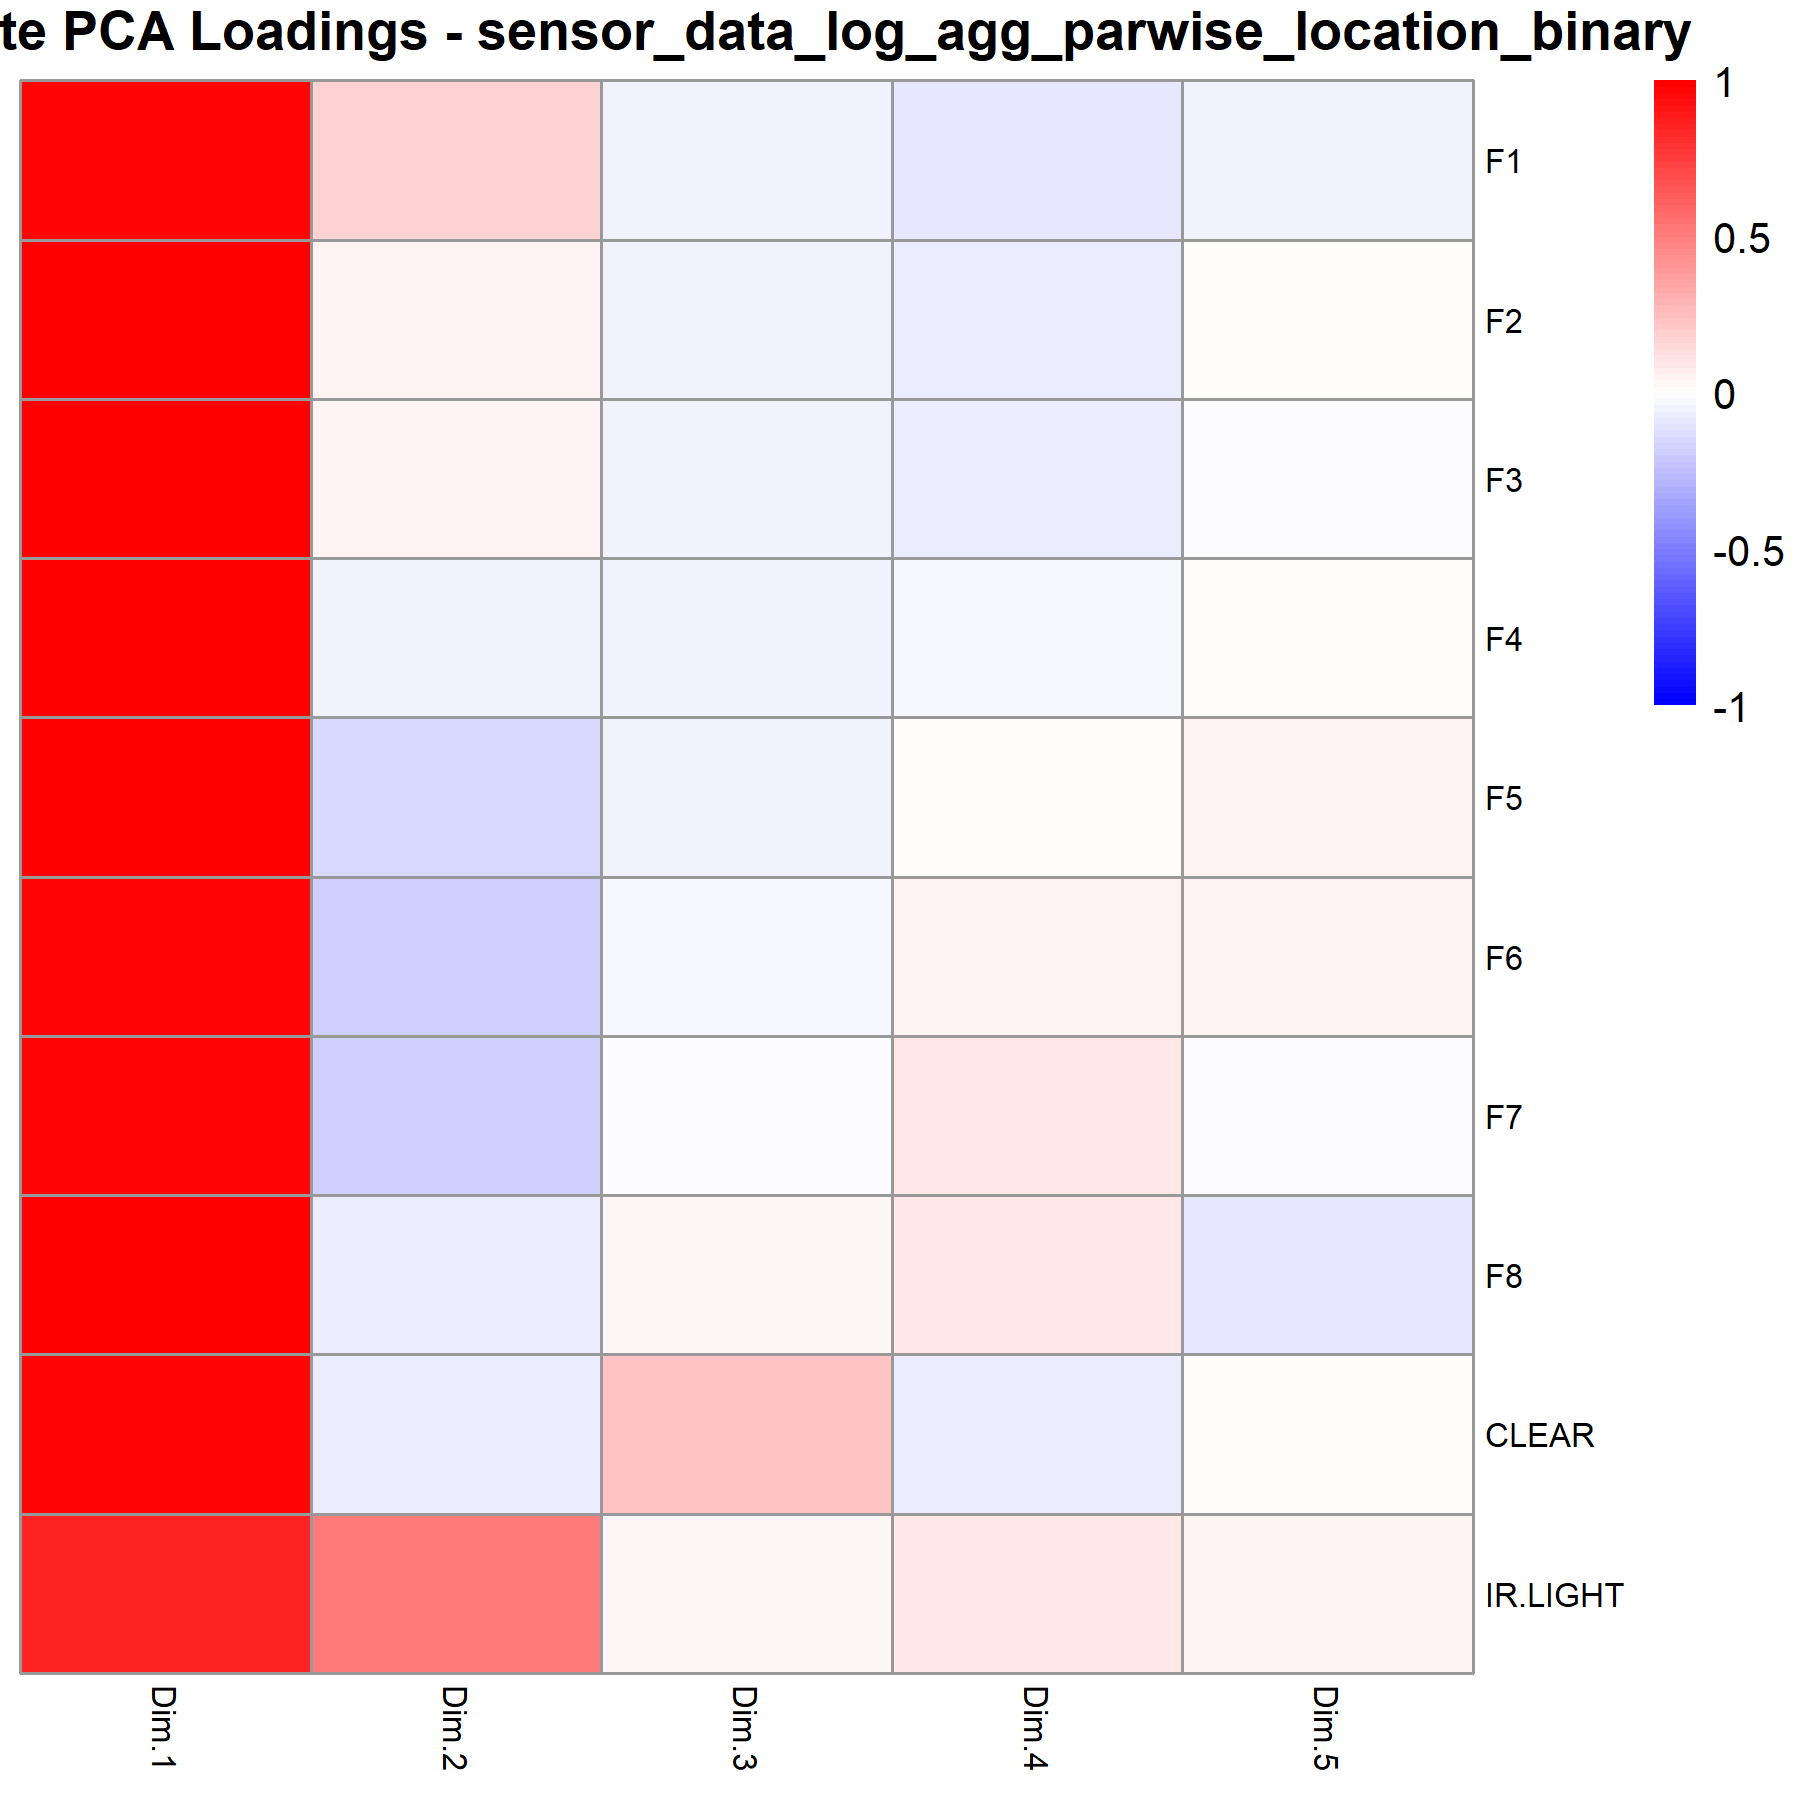 te PCA Loadings - sensor_data_log_agg_parwise_location_binary
1
0.5
0
-0.5
-1
F1
F2
F3
F4
F5
F6
F7
F8
CLEAR
IR.LIGHT
Dim.1
Dim.2
Dim.3
Dim.4
Dim.5